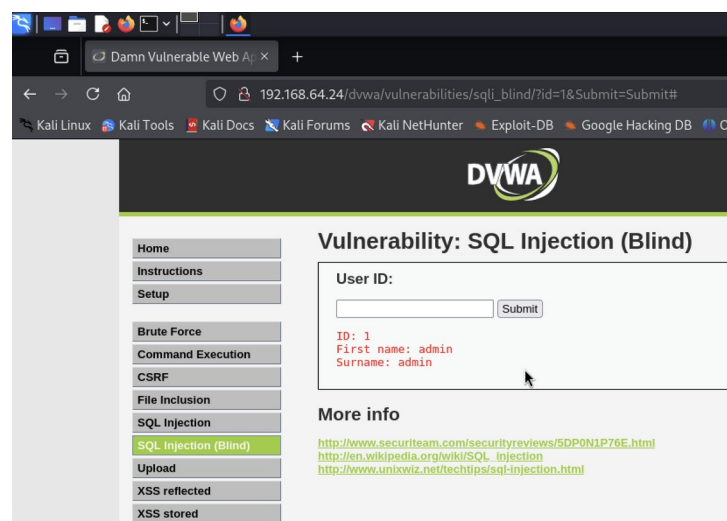 Damn Vulnerable Web Ap
192.168.64.24/dvwa/vulnerabilities/sqli_blind/?id=1&Submit=Submit#
Kali Linux Kali Tools Kali Docs Kali Forums Kali NetHunter Exploit-DB Google Hacking DB
DVWA
Home
Instructions
Setup
Brute Force
Command Execution
CSRF
File Inclusion
SQL Injection
SQL Injection (Blind)
Upload
XSS reflected
XSS stored
Vulnerability: SQL Injection (Blind)
User ID:
Submit
ID: 1
First name: admin
Surname: admin
More info
http://www.securiteam.com/securityreviews/5DP0N1P76E.html
http://en.wikipedia.org/wiki/SQL_injection
http://www.unixwiz.net/techtips/sql-injection.html